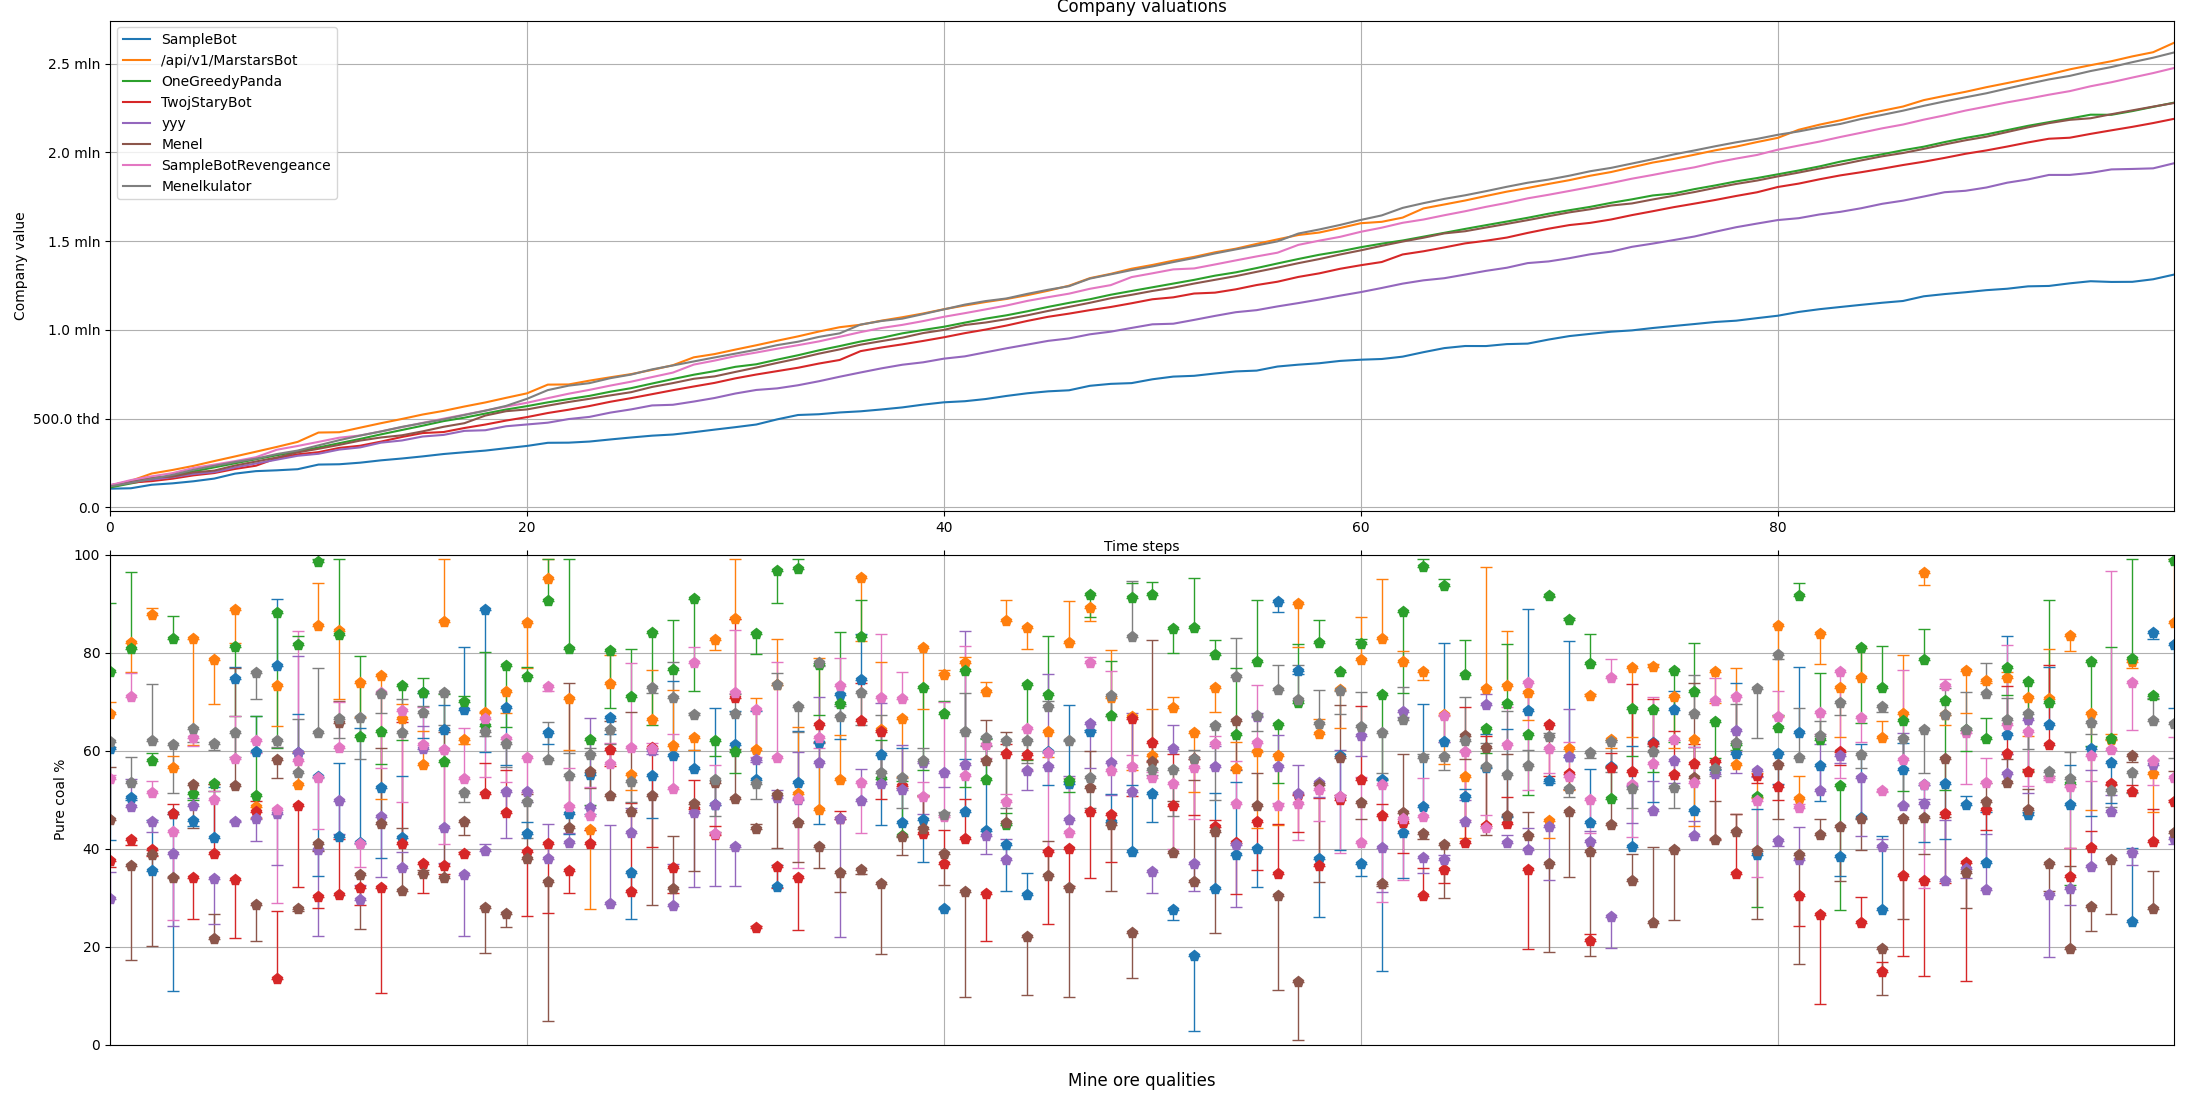 Company valuations
SampleBot
/api/v1/MarstarsBot
OneGreedyPanda
TwojStaryBot
yyy
Menel
SampleBotRevengeance
Menelkulator
Company value
2.5 mln
2.0 mln
1.5 mln
1.0 mln
500.0 thd
0.0
0 20 40 60 80
Time steps
Pure coal %
100
80
60
40
20
0
Mine ore qualities